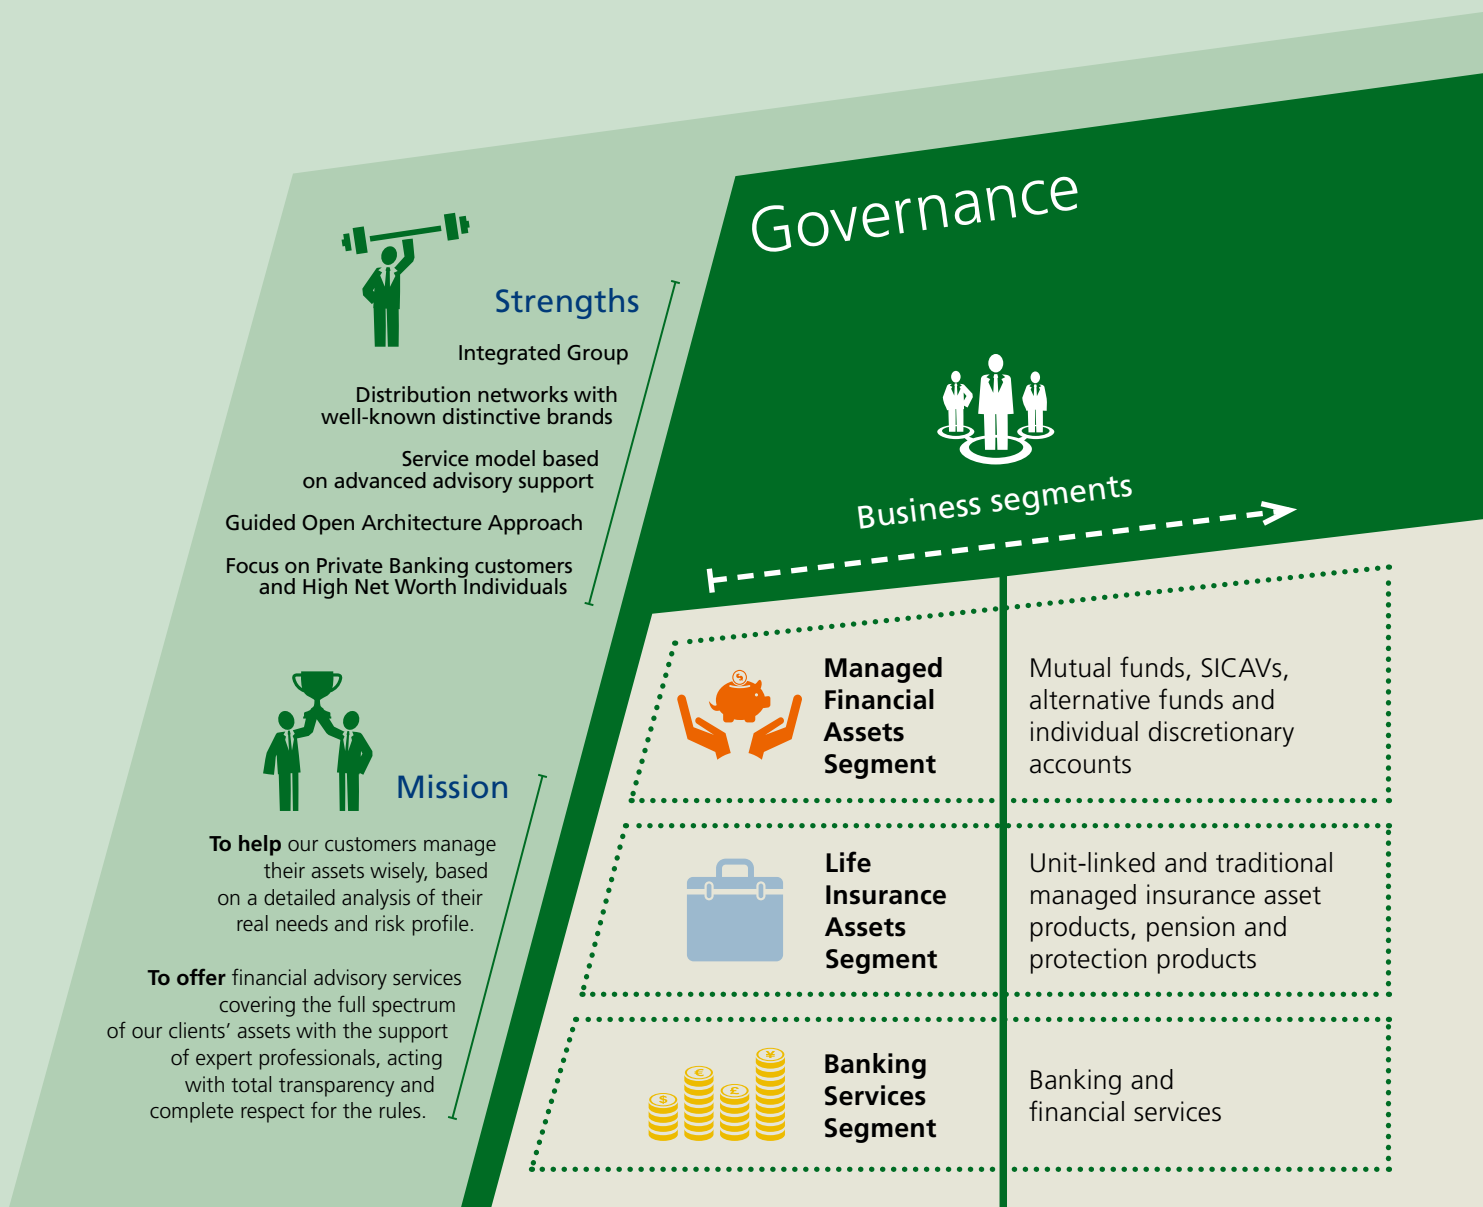 Governance
Strengths
Integrated Group
Distribution networks with
well-known distinctive brands
Service model based
on advanced advisory support
Guided Open Architecture Approach
Focus on Private Banking customers
and High Net Worth Individuals
Mission
To help our customers manage
their assets wisely, based
on a detailed analysis of their
real needs and risk profile.
To offer financial advisory services
covering the full spectrum
of our clients’ assets with the support
of expert professionals, acting
with total transparency and
complete respect for the rules.
Business segments
Managed
Financial
Assets
Segment
Mutual funds, SICAVs,
alternative funds and
individual discretionary
accounts
Life
Insurance
Assets
Segment
Unit-linked and traditional
managed insurance asset
products, pension and
protection products
$ € £ ¥
Banking
Services
Segment
Banking and
financial services